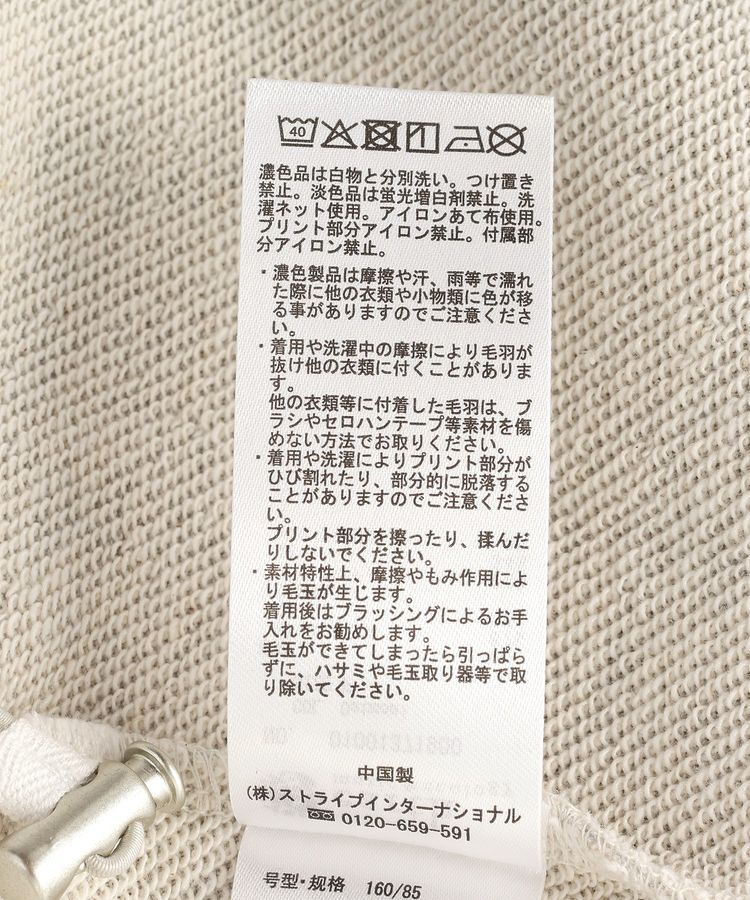 40
濃色品は白物と分別洗い。つけ置き
禁止。淡色品は蛍光増白剤禁止。洗
濯ネット使用。アイロンあて布使用。
プリント部分アイロン禁止。付属部
分アイロン禁止。
・濃色製品は摩擦や汗、雨等で濡れ
た際に他の衣類や小物類に色が移
る事がありますのでご注意くださ
い。
・着用や洗濯中の摩擦により毛羽が
抜け他の衣類に付くことがありま
す。
他の衣類等に付着した毛羽は、ブ
ラシやセロハンテープ等素材を傷
めない方法でお取りください。
・着用や洗濯によりプリント部分が
ひび割れたり、部分的に脱落する
ことがありますのでご注意くださ
い。
プリント部分を擦ったり、揉んだ
りしないでください。
・素材特性上、摩擦やもみ作用によ
り毛玉が生じます。
着用後はブラッシングによるお手
入れをお勧めします。
毛玉ができてしまったら引っぱら
ずに、ハサミや毛玉取り器等で取
り除いてください。
中国製
(株)ストライプインターナショナル
0120-659-591
号型・规格 160/85